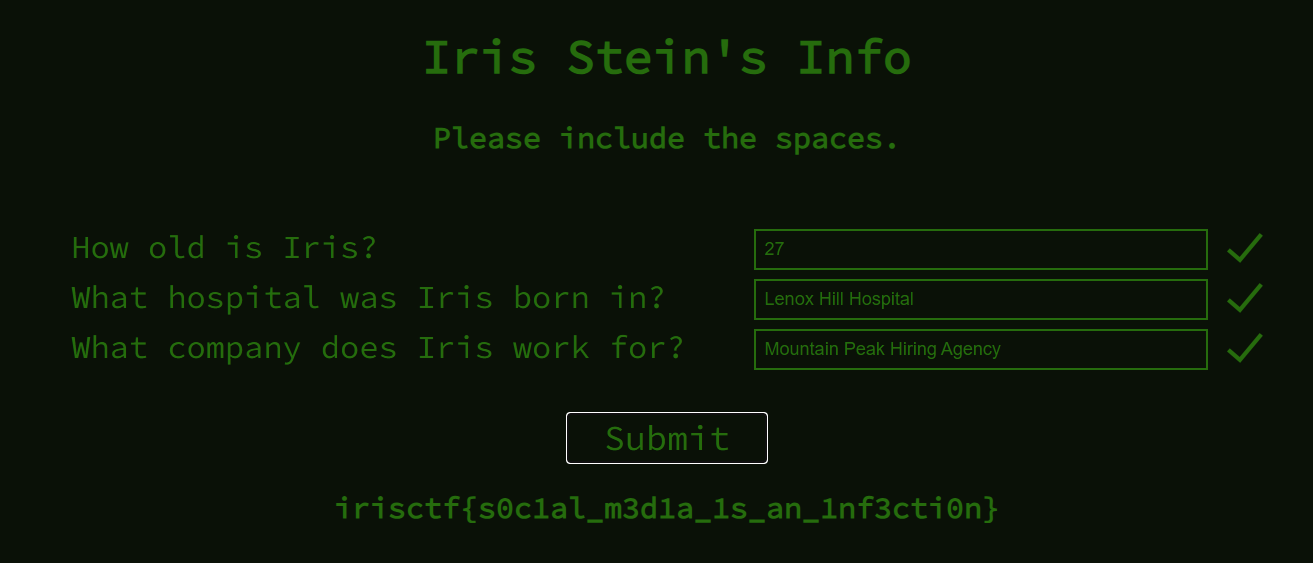 Iris Stein's Info
Please include the spaces.
How old is Iris? 27
What hospital was Iris born in? Lenox Hill Hospital
What company does Iris work for? Mountain Peak Hiring Agency
Submit
irisctf{s0c1al_m3d1a_1s_an_1nf3cti0n}